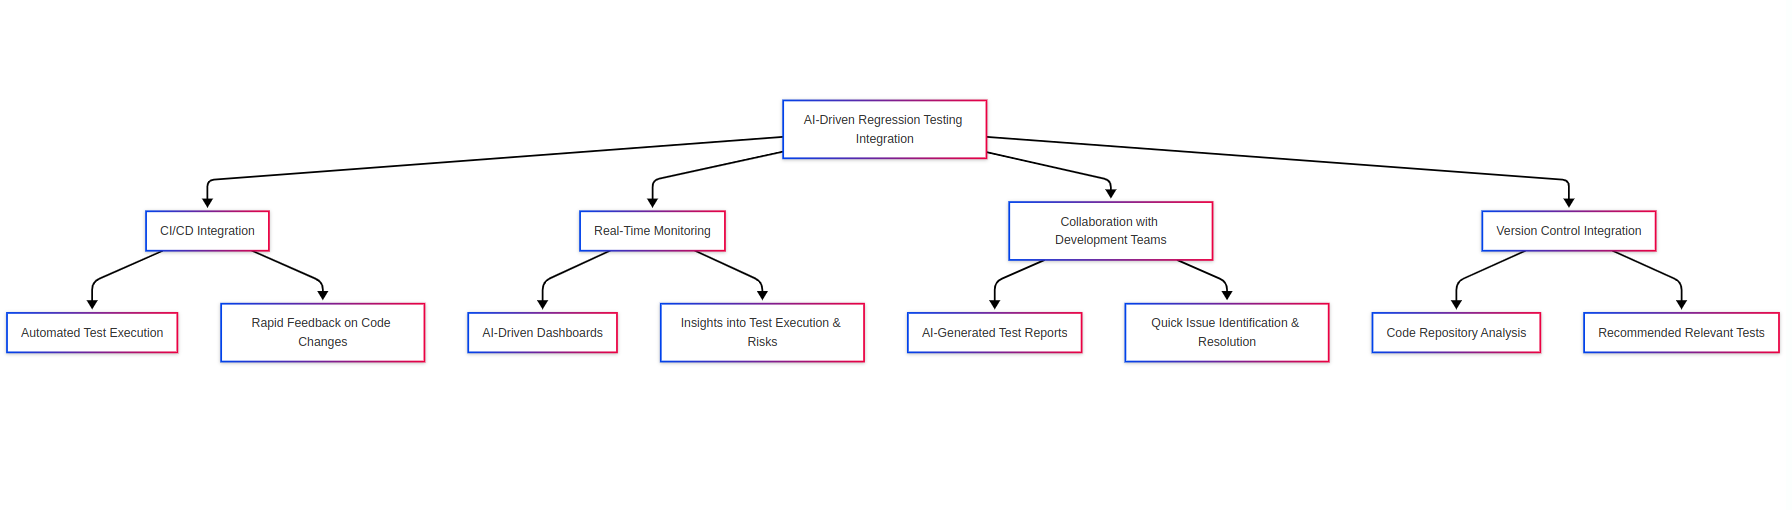 AI-Driven Regression Testing
Integration
CI/CD Integration
Real-Time Monitoring
Collaboration with
Development Teams
Version Control Integration
Automated Test Execution
Rapid Feedback on Code
Changes
AI-Driven Dashboards
Insights into Test Execution &
Risks
AI-Generated Test Reports
Quick Issue Identification &
Resolution
Code Repository Analysis
Recommended Relevant Tests